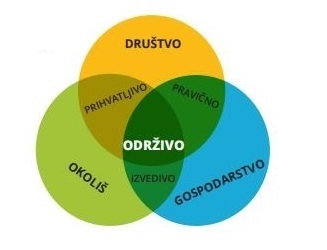 DRUŠTVO
PRIHVATLJIVO
PRAVIČNO
ODRŽIVO
OKOLIŠ
IZVEDIVO
GOSPODARSTVO